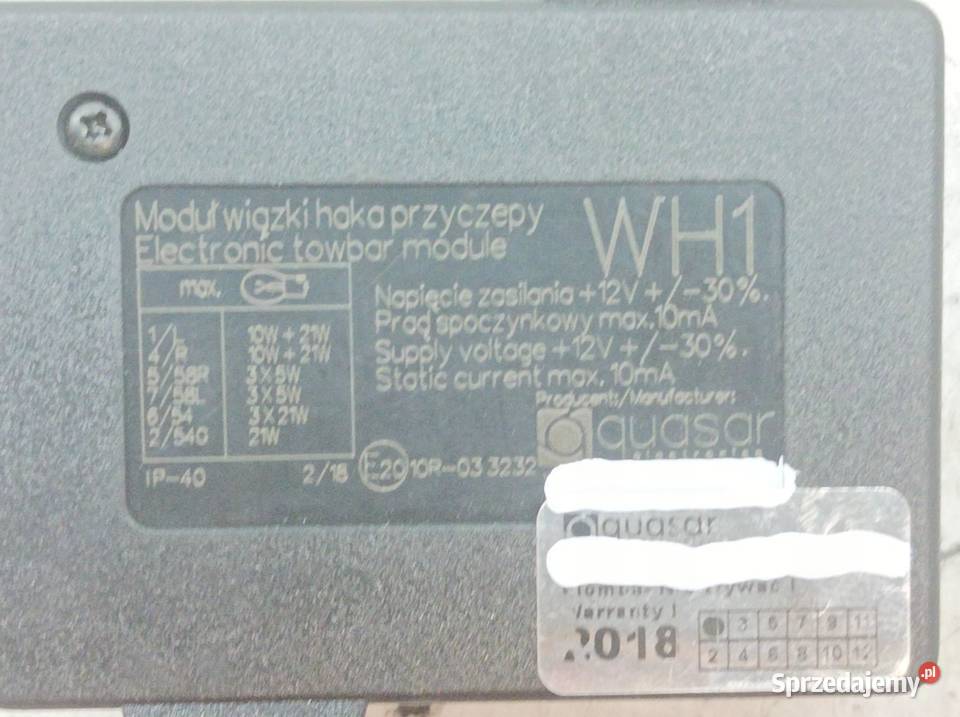 Moduł wiązki haka przyczepy
Electronic towbar module
WH1
max.
1/L 10W + 21W
4/R 10W + 21W
5/58R 3 X 5W
7/58L 3 X 5W
6/54 3 X 21W
2/54G 21W
IP-40 2/18 E20 10R-03 3232
Napięcie zasilania +12V +/-30%.
Prąd spoczynkowy max. 10mA
Supply voltage +12V +/-30%.
Static current max. 10mA
Producent:/Manufacturer:
quasar
electronics
quasar
Warranty !
2018
3 5 7 9 11
2 4 6 8 10 12
Sprzedajemy.pl